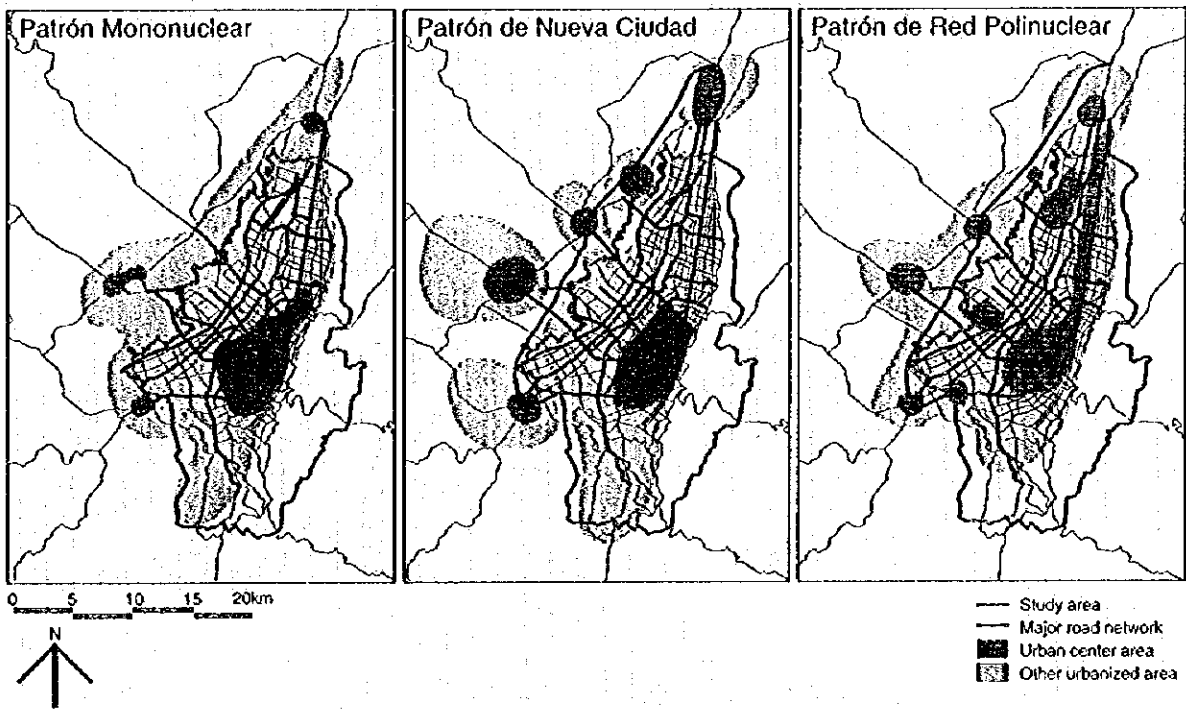 Patrón Mononuclear
Patrón de Nueva Ciudad
Patrón de Red Polinuclear
0 5 10 15 20km
N
Study area
Major road network
Urban center area
Other urbanized area